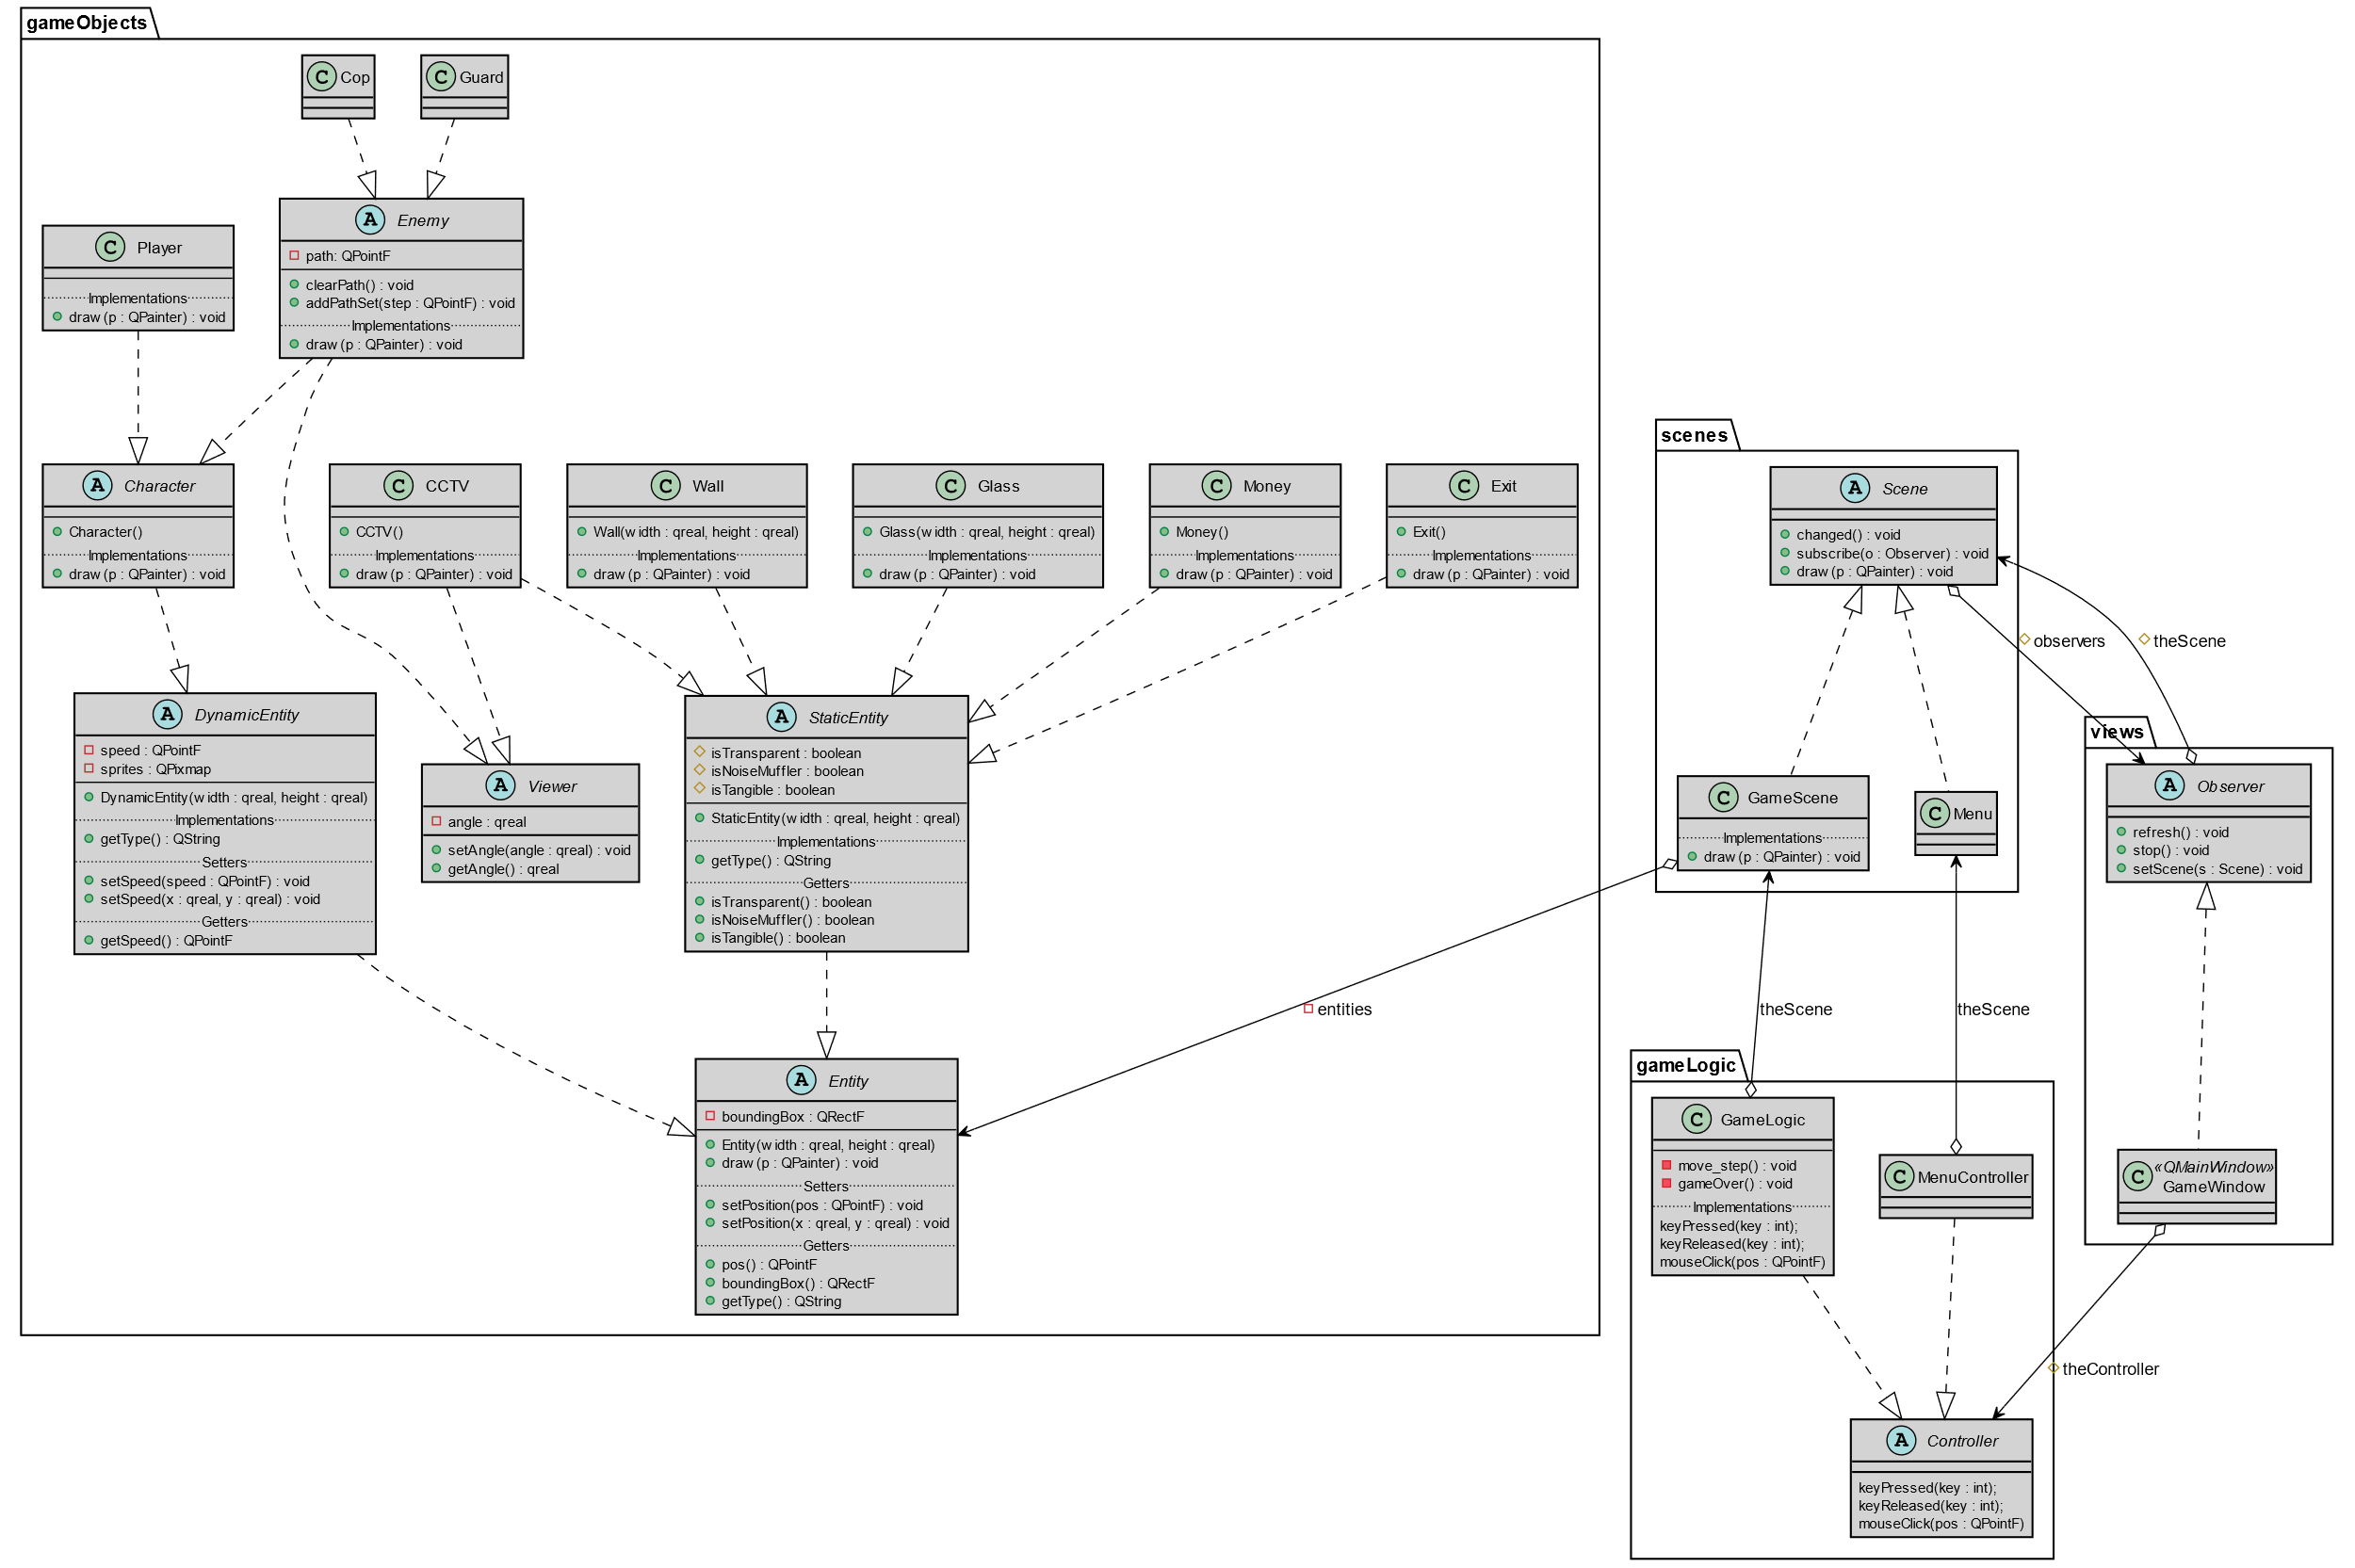 gameObjects
Cop
Guard
Enemy
path: QPointF
clearPath() : void
addPathSet(step : QPointF) : void
Implementations
draw(p : QPainter) : void
Player
Implementations
draw(p : QPainter) : void
Character
Character()
Implementations
draw(p : QPainter) : void
CCTV
CCTV()
Implementations
draw(p : QPainter) : void
Wall
Wall(width : qreal, height : qreal)
Implementations
draw(p : QPainter) : void
Glass
Glass(width : qreal, height : qreal)
Implementations
draw(p : QPainter) : void
Money
Money()
Implementations
draw(p : QPainter) : void
Exit
Exit()
Implementations
draw(p : QPainter) : void
DynamicEntity
speed : QPointF
sprites : QPixmap
DynamicEntity(width : qreal, height : qreal)
Implementations
getType() : QString
Setters
setSpeed(speed : QPointF) : void
setSpeed(x : qreal, y : qreal) : void
Getters
getSpeed() : QPointF
Viewer
angle : qreal
setAngle(angle : qreal) : void
getAngle() : qreal
StaticEntity
isTransparent : boolean
isNoiseMuffler : boolean
isTangible : boolean
StaticEntity(width : qreal, height : qreal)
Implementations
getType() : QString
Getters
isTransparent() : boolean
isNoiseMuffler() : boolean
isTangible() : boolean
Entity
boundingBox : QRectF
Entity(width : qreal, height : qreal)
draw(p : QPainter) : void
Setters
setPosition(pos : QPointF) : void
setPosition(x : qreal, y : qreal) : void
Getters
pos() : QPointF
boundingBox() : QRectF
getType() : QString
entities
scenes
Scene
changed() : void
subscribe(o : Observer) : void
draw(p : QPainter) : void
GameScene
Implementations
draw(p : QPainter) : void
Menu
observers
theScene
views
Observer
refresh() : void
stop() : void
setScene(s : Scene) : void
«QMainWindow»
GameWindow
theScene
theScene
gameLogic
GameLogic
move_step() : void
gameOver() : void
Implementations
keyPressed(key : int);
keyReleased(key : int);
mouseClick(pos : QPointF)
MenuController
theController
Controller
keyPressed(key : int);
keyReleased(key : int);
mouseClick(pos : QPointF)